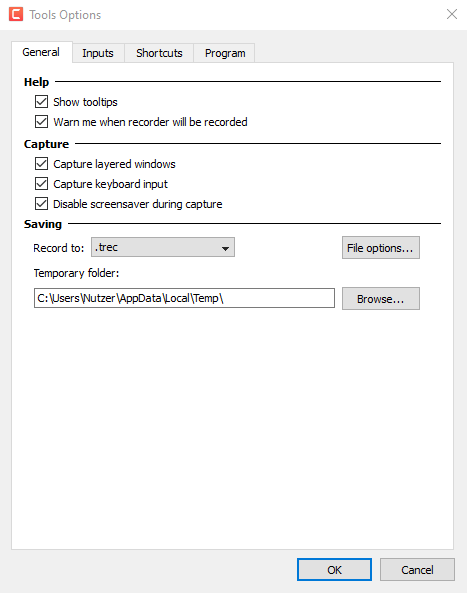 Tools Options
General Inputs Shortcuts Program
Help
Show tooltips
Warn me when recorder will be recorded
Capture
Capture layered windows
Capture keyboard input
Disable screensaver during capture
Saving
Record to: .trec File options...
Temporary folder:
C:\Users\Nutzer\AppData\Local\Temp\ Browse...
OK Cancel